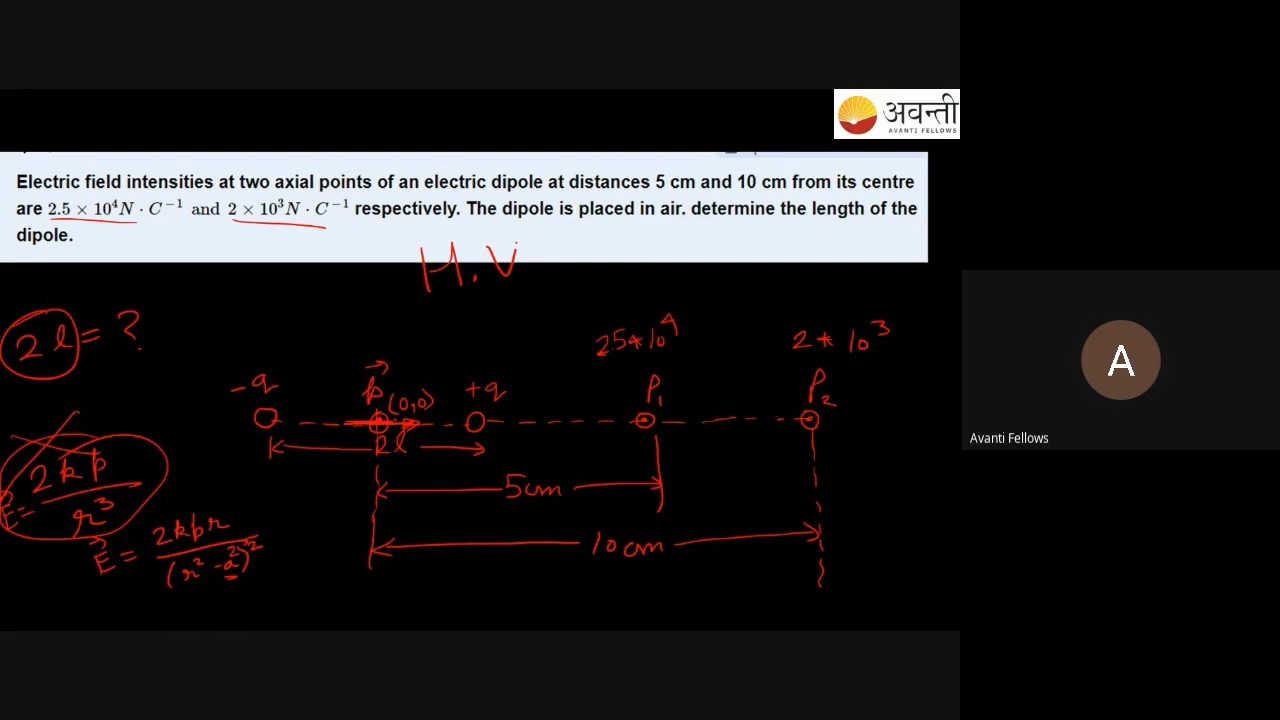 अवन्ती
AVANTI FELLOWS
Electric field intensities at two axial points of an electric dipole at distances 5 cm and 10 cm from its centre
are 2.5 × 10⁴N · C⁻¹ and 2 × 10³N · C⁻¹ respectively. The dipole is placed in air. determine the length of the
dipole.
H.V
2l = ?
25*10⁴
2 * 10³
-q
p⃗
(0,0)
+q
P₁
P₂
2l
E⃗ = 2kp / r³
5cm
E⃗ = 2kpr / (r² - a²)²
10cm
A
Avanti Fellows